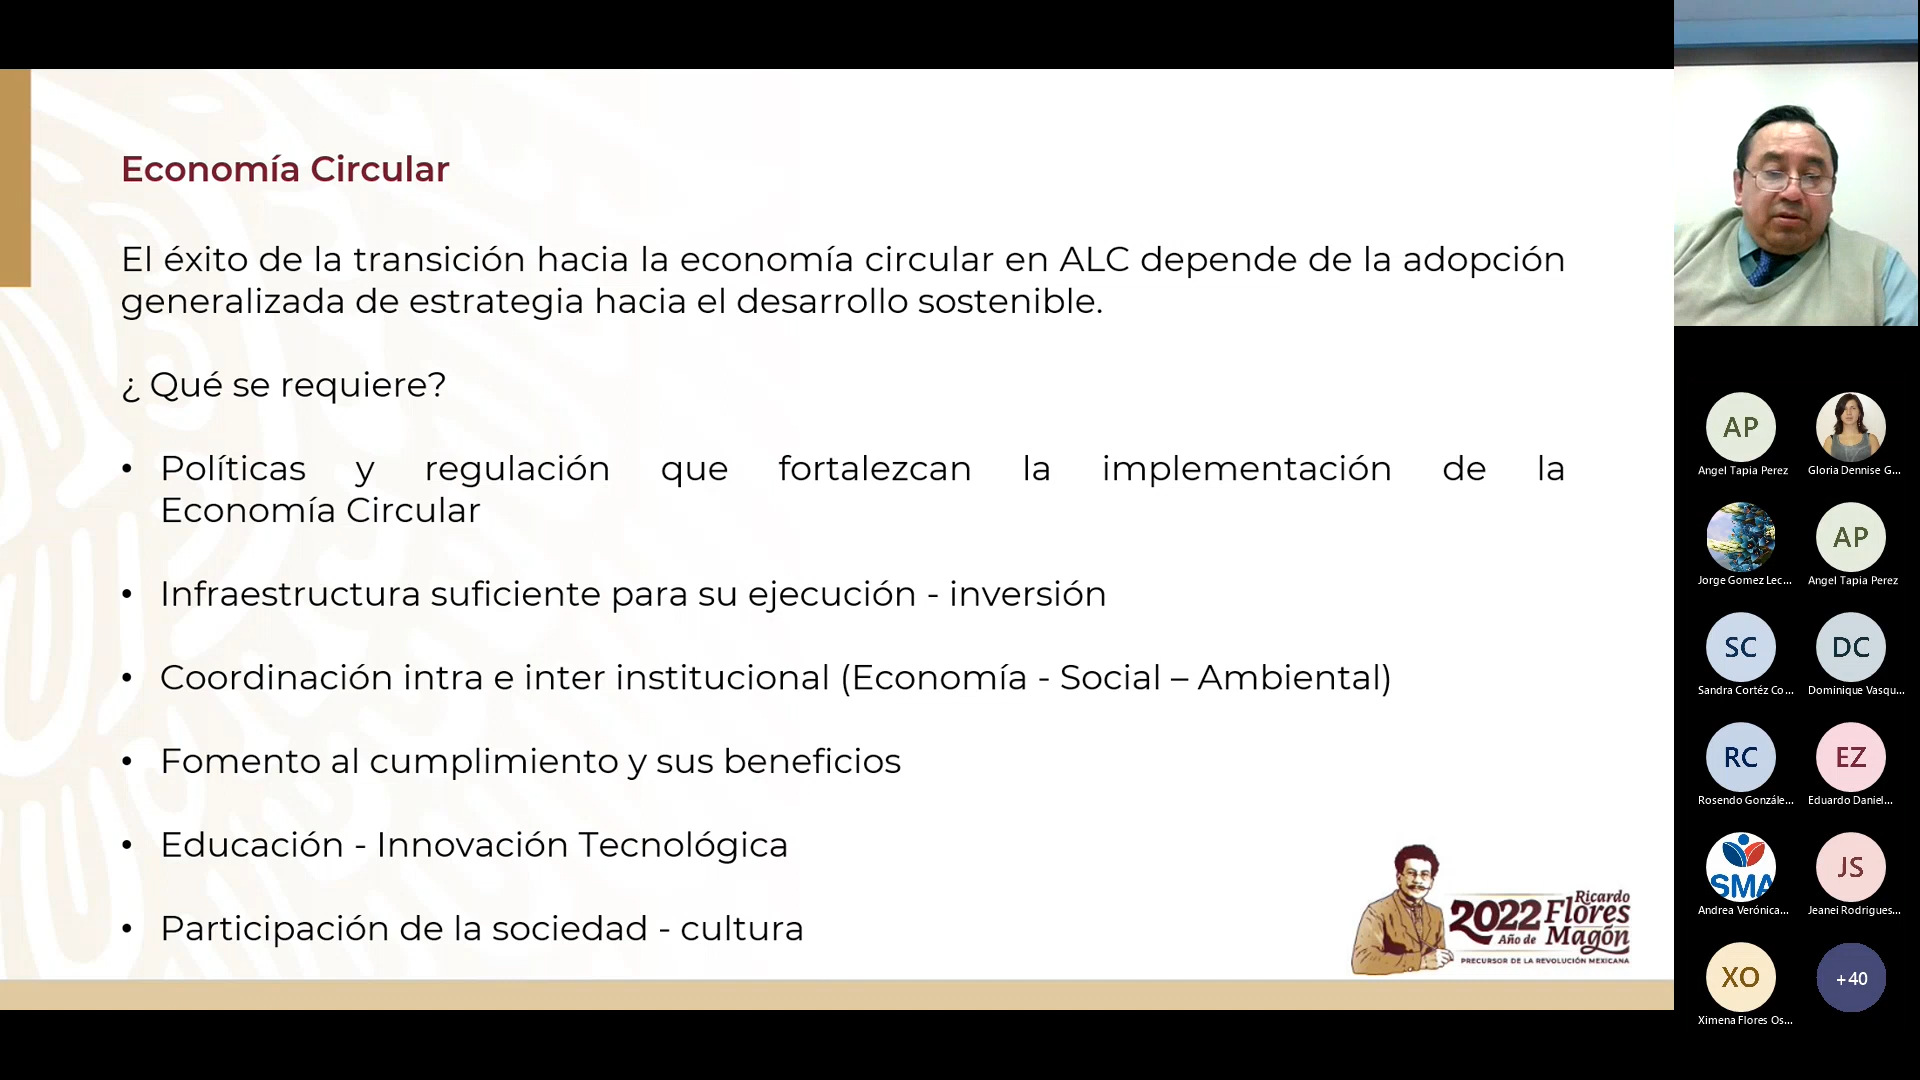 Economía Circular
El éxito de la transición hacia la economía circular en ALC depende de la adopción
generalizada de estrategia hacia el desarrollo sostenible.
¿ Qué se requiere?
• Políticas y regulación que fortalezcan la implementación de la
Economía Circular
• Infraestructura suficiente para su ejecución - inversión
• Coordinación intra e inter institucional (Economía - Social – Ambiental)
• Fomento al cumplimiento y sus beneficios
• Educación - Innovación Tecnológica
• Participación de la sociedad - cultura
2022 Ricardo
Año de Flores
Magón
PRECURSOR DE LA REVOLUCIÓN MEXICANA
AP
Angel Tapia Perez
Gloria Dennise G...
Jorge Gomez Lec...
AP
Angel Tapia Perez
SC
Sandra Cortéz Co...
DC
Dominique Vasqu...
RC
Rosendo Gonzále...
EZ
Eduardo Daniel...
SMA
Andrea Verónica...
JS
Jeanei Rodrigues...
XO
Ximena Flores Os...
+40